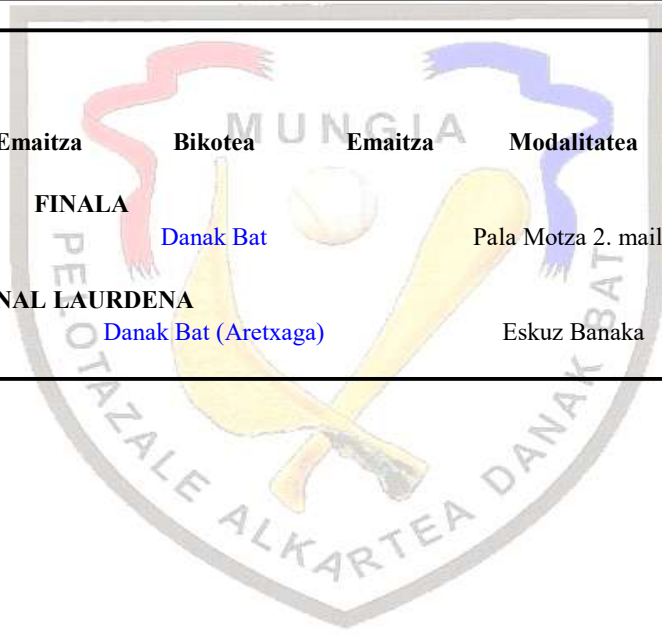 MUNGIA
Emaitza Bikotea Emaitza Modalitatea
FINALA
Danak Bat Pala Motza 2. mail
NAL LAURDENA
Danak Bat (Aretxaga) Eskuz Banaka
PELOTAZALE ALKARTEA DANAK BAT